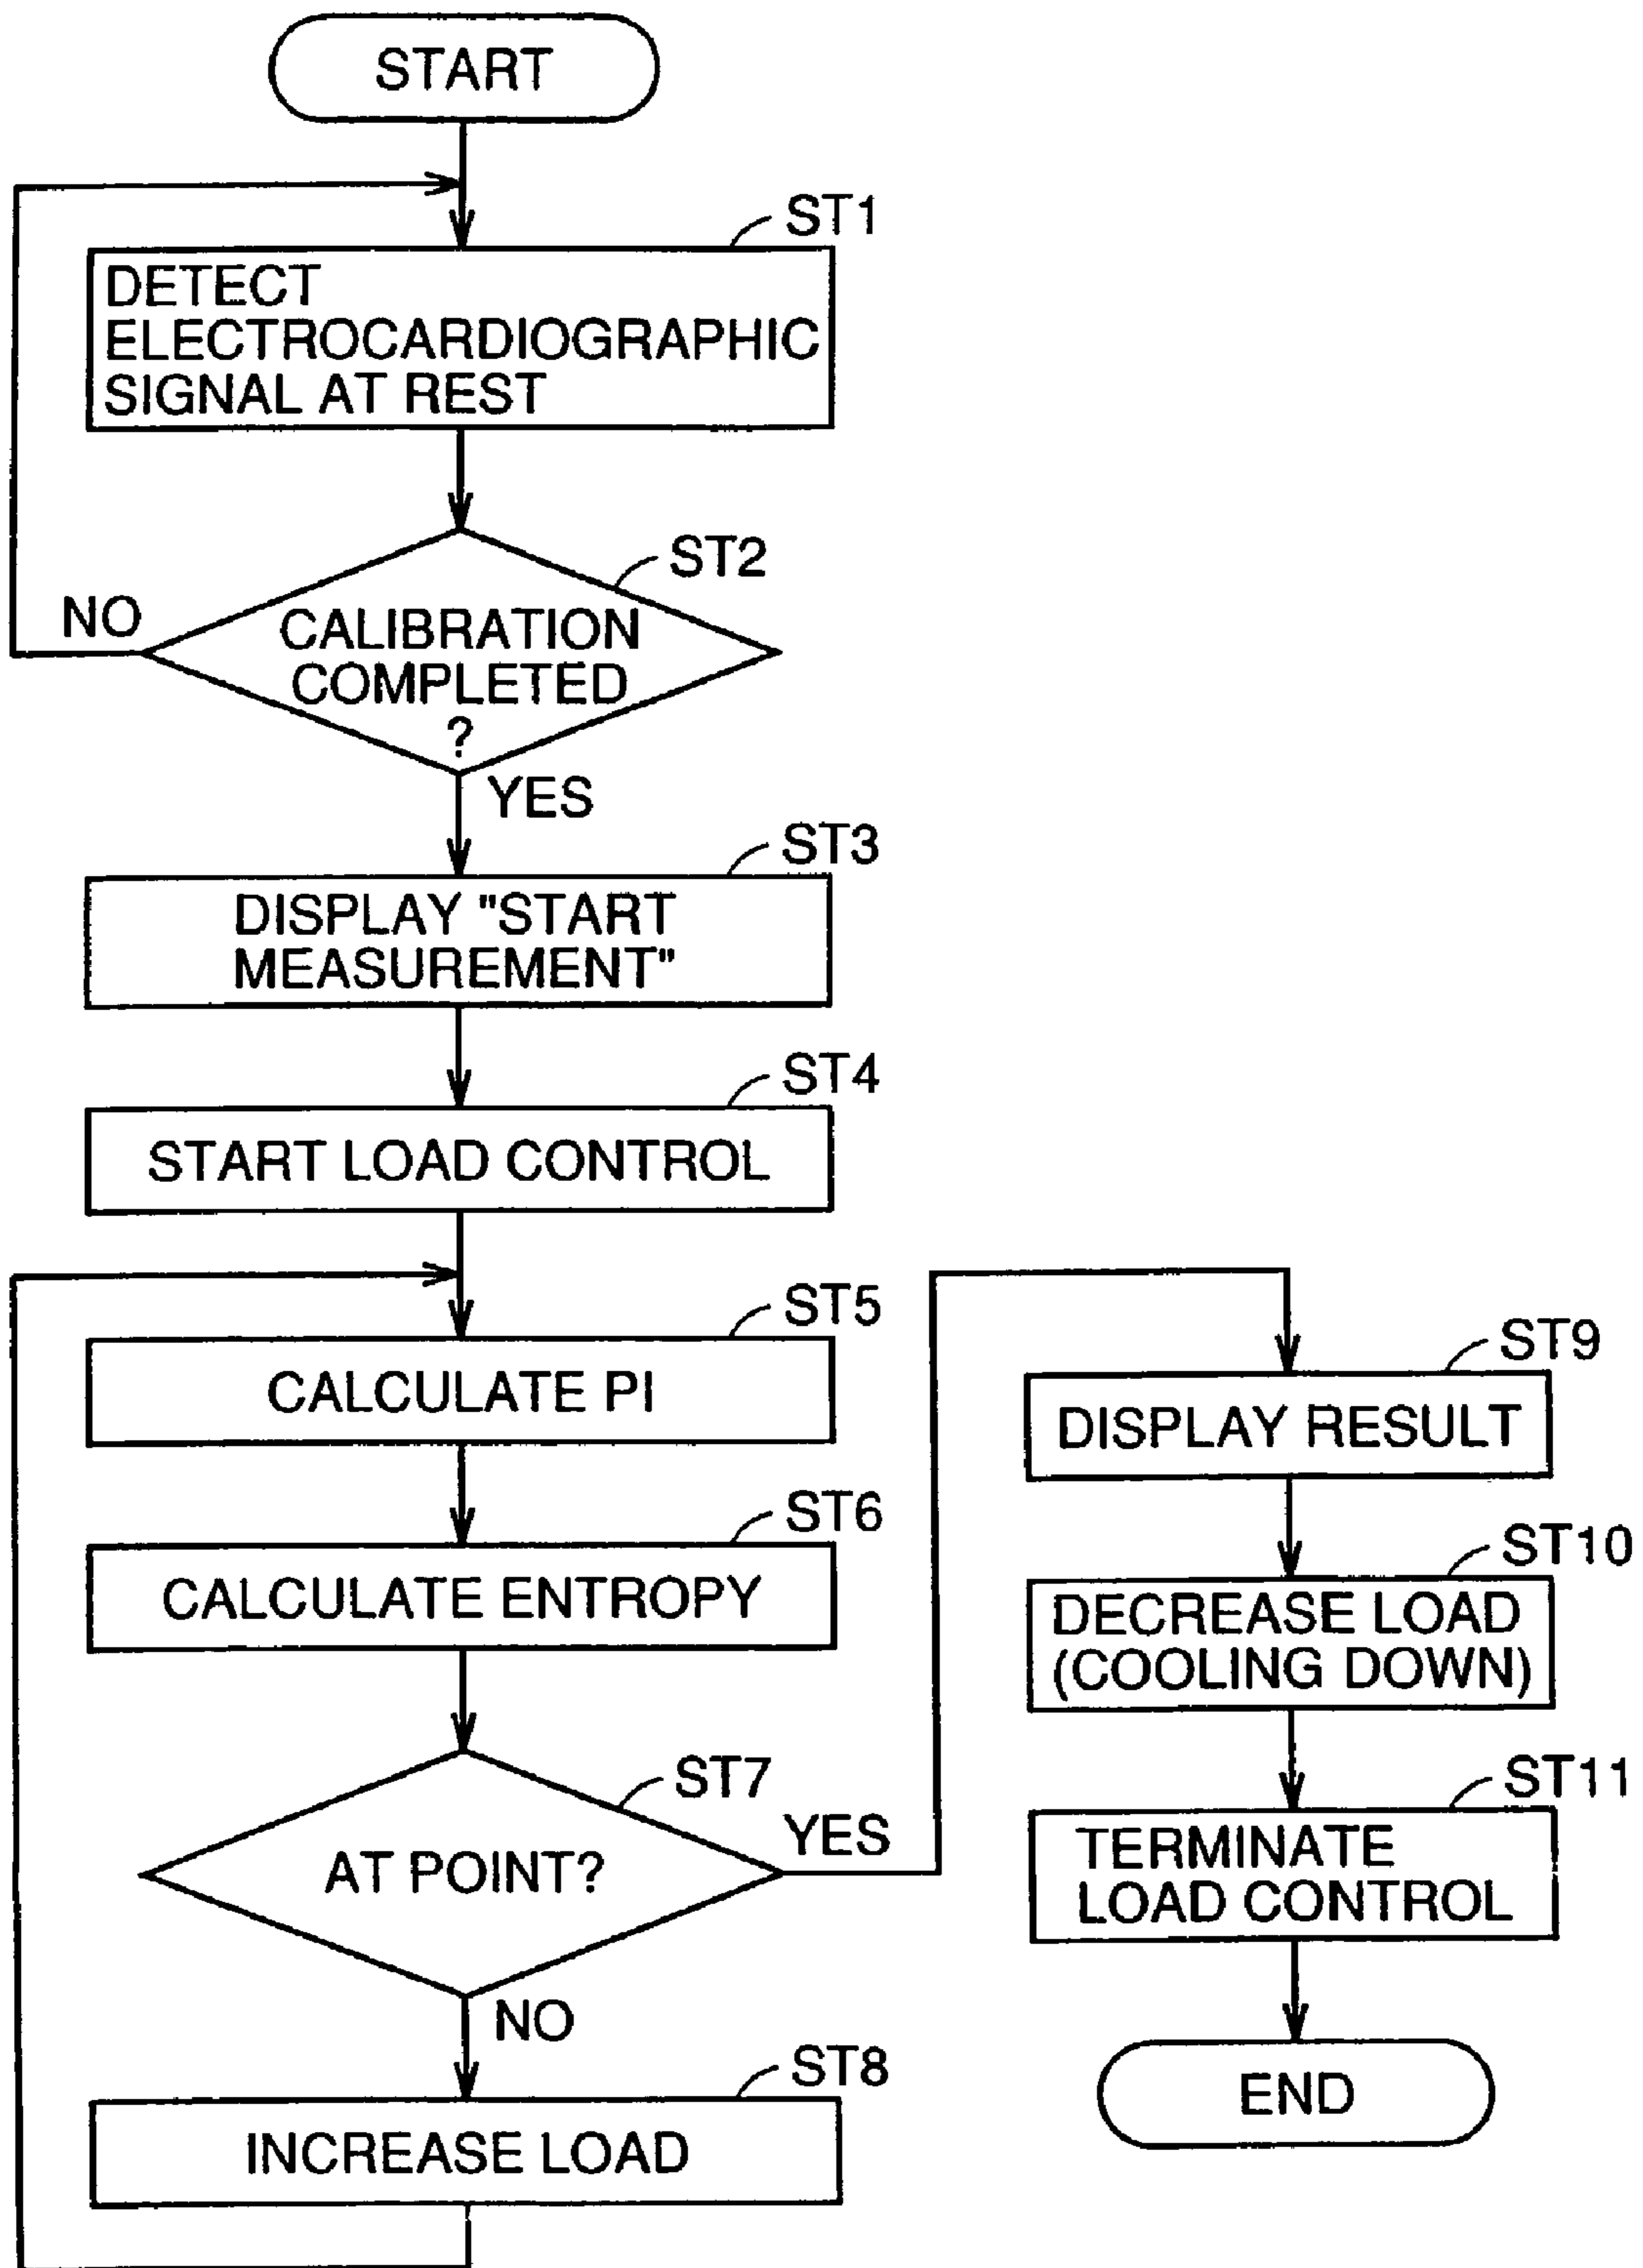 START
ST1
DETECT
ELECTROCARDIOGRAPHIC
SIGNAL AT REST
ST2
NO
CALIBRATION
COMPLETED
?
YES
ST3
DISPLAY "START
MEASUREMENT"
ST4
START LOAD CONTROL
ST5
CALCULATE PI
ST6
CALCULATE ENTROPY
ST7
YES
AT POINT?
NO
ST8
INCREASE LOAD
ST9
DISPLAY RESULT
ST10
DECREASE LOAD
(COOLING DOWN)
ST11
TERMINATE
LOAD CONTROL
END